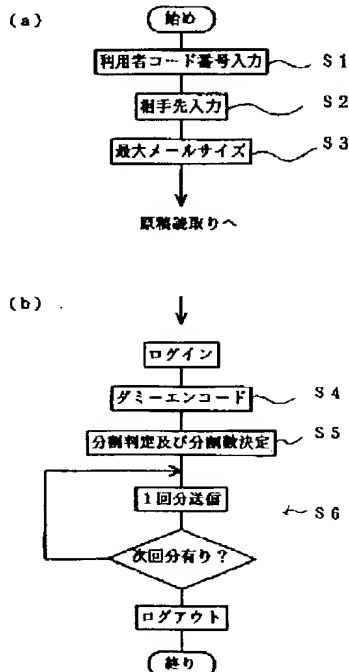 (a)
始め
利用者コード番号入力 S1
相手先入力 S2
最大メールサイズ S3
原稿読取りへ
(b)
ログイン
ダミーエンコード S4
分割判定及び分割数決定 S5
1回分送信
S6
次回分有り?
ログアウト
終り